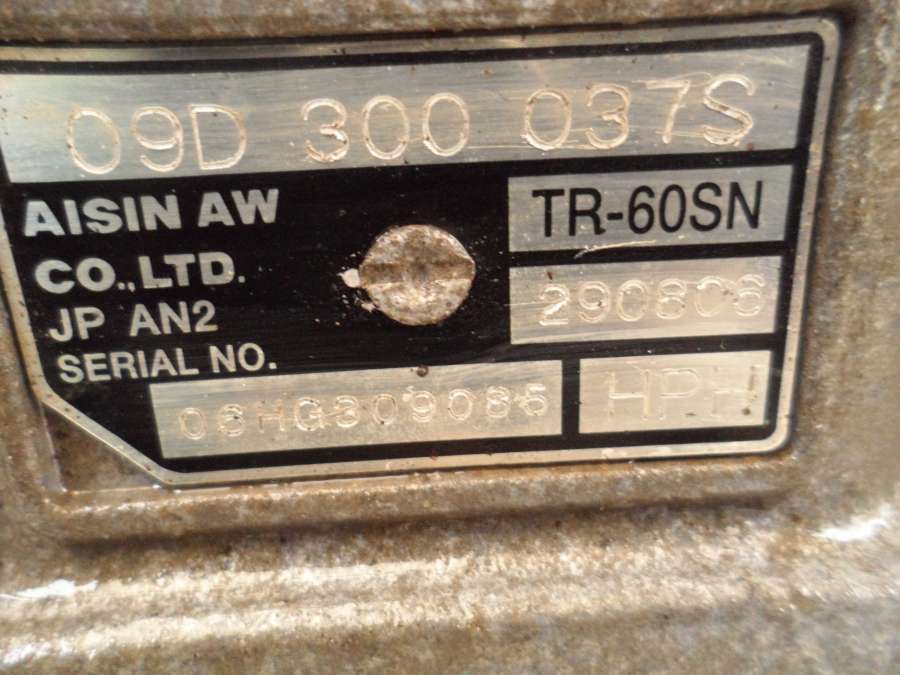 09D 300 037S
AISIN AW
CO.,LTD.
JP AN2
SERIAL NO.
TR-60SN
290806
06HG309085
HPH